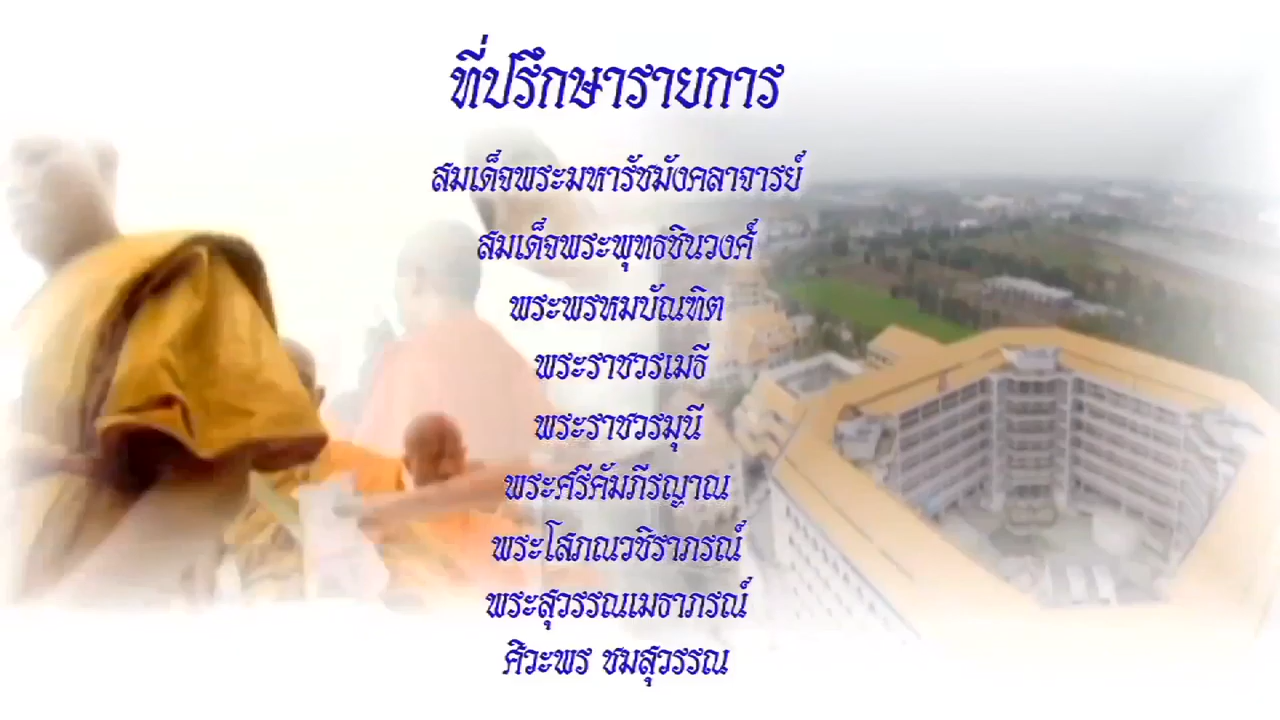 ที่ปรึกษารายการ
สมเด็จพระมหารัชมังคลาจารย์
สมเด็จพระพุทธชินวงศ์
พระพรหมบัณฑิต
พระราชวรเมธี
พระราชวรมุนี
พระศรีคัมภีรญาณ
พระโสภณวชิราภรณ์
พระสุวรรณเมธาภรณ์
ศิวะพร ชมสุวรรณ